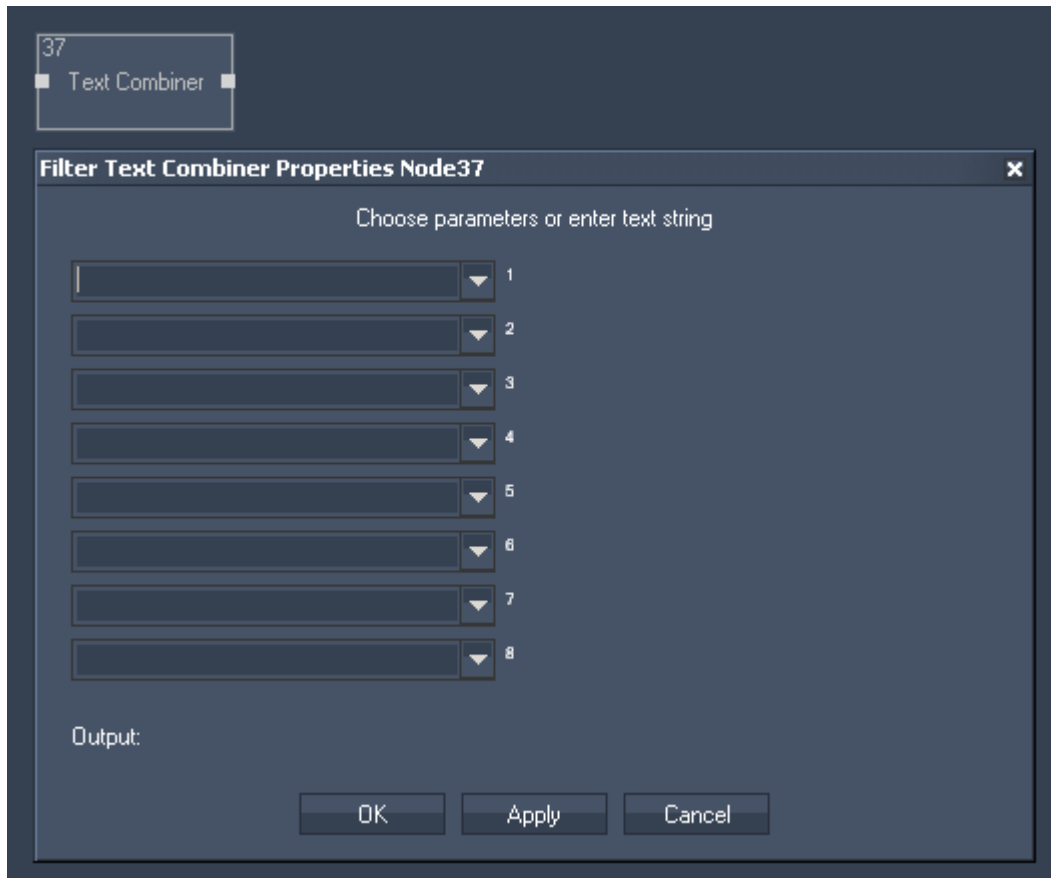 37
Text Combiner
Filter Text Combiner Properties Node37
Choose parameters or enter text string
1
2
3
4
5
6
7
8
Output:
OK Apply Cancel